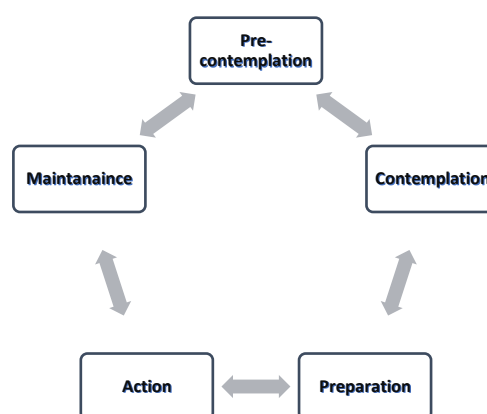 Pre-
contemplation
Maintanaince
Contemplation
Action
Preparation